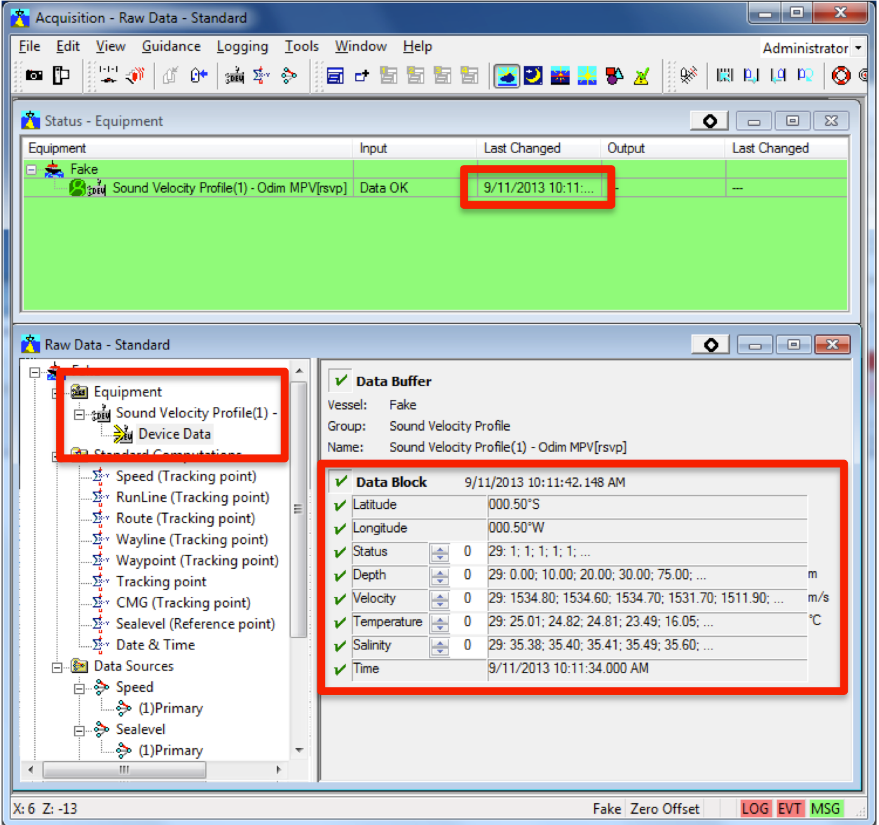 Acquisition - Raw Data - Standard
File Edit View Guidance Logging Tools Window Help Administrator
Status - Equipment
Equipment Input Last Changed Output Last Changed
Fake
Sound Velocity Profile(1) - Odim MPV[rsvp] Data OK 9/11/2013 10:11:... ---
Raw Data - Standard
Equipment
Sound Velocity Profile(1) -
Device Data
Standard Computations
Speed (Tracking point)
RunLine (Tracking point)
Route (Tracking point)
Wayline (Tracking point)
Waypoint (Tracking point)
Tracking point
CMG (Tracking point)
Sealevel (Reference point)
Date & Time
Data Sources
Speed
(1)Primary
Sealevel
(1)Primary
Data Buffer
Vessel: Fake
Group: Sound Velocity Profile
Name: Sound Velocity Profile(1) - Odim MPV[rsvp]
Data Block 9/11/2013 10:11:42.148 AM
Latitude 000.50°S
Longitude 000.50°W
Status 0 29: 1; 1; 1; 1; 1; ...
Depth 0 29: 0.00; 10.00; 20.00; 30.00; 75.00; ... m
Velocity 0 29: 1534.80; 1534.60; 1534.70; 1531.70; 1511.90; ... m/s
Temperature 0 29: 25.01; 24.82; 24.81; 23.49; 16.05; ... °C
Salinity 0 29: 35.38; 35.40; 35.41; 35.49; 35.60; ...
Time 9/11/2013 10:11:34.000 AM
X: 6 Z: -13 Fake Zero Offset LOG EVT MSG